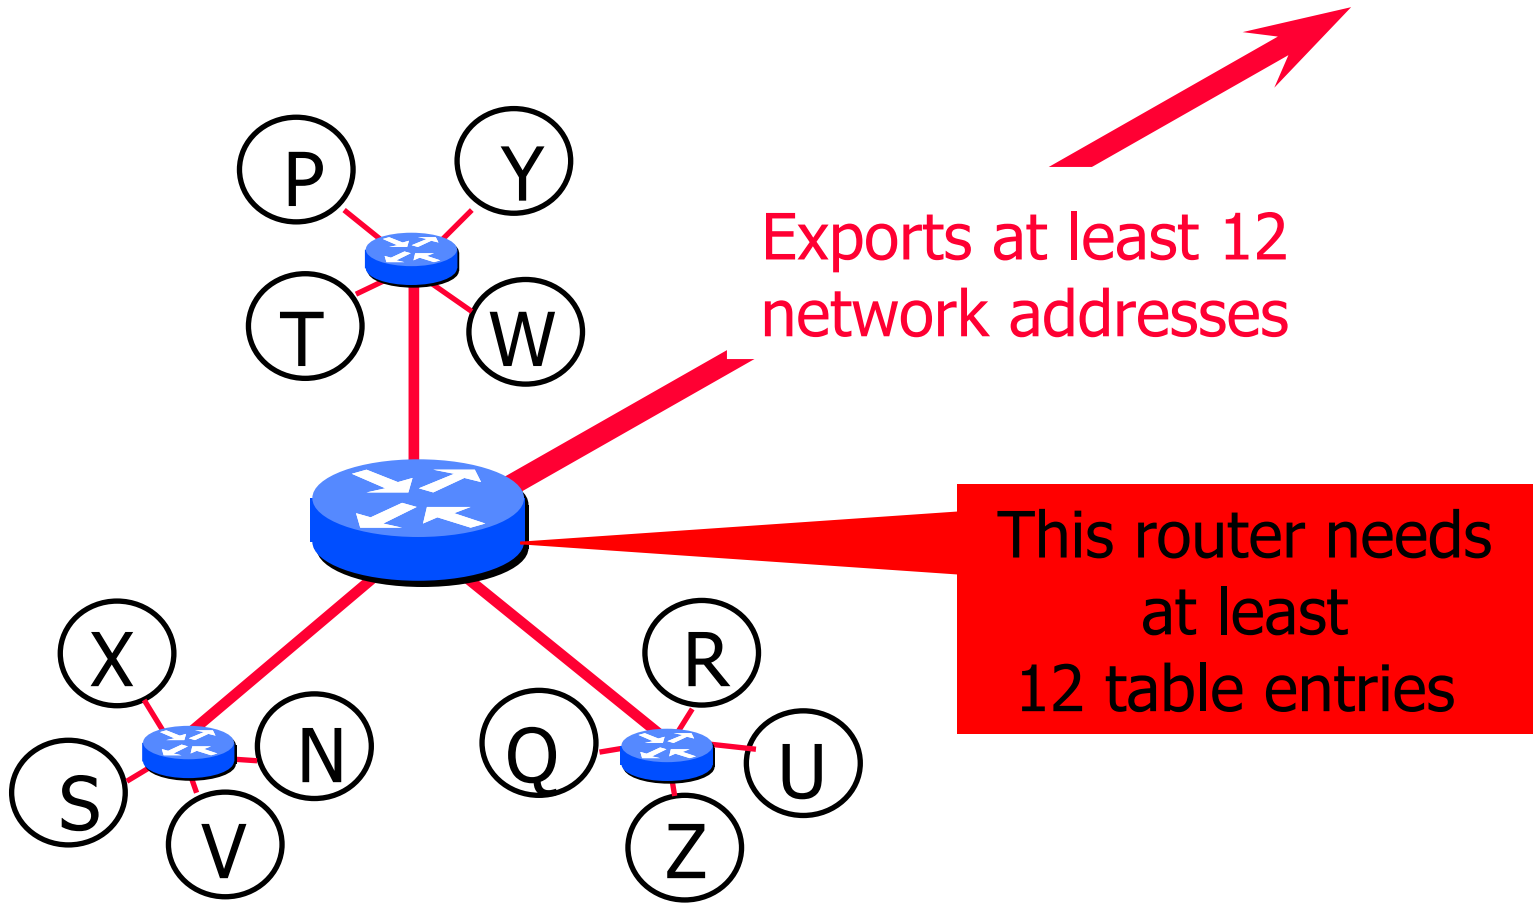 P
Y
T
W
Exports at least 12
network addresses
This router needs
at least
12 table entries
X
N
S
V
R
Q
U
Z